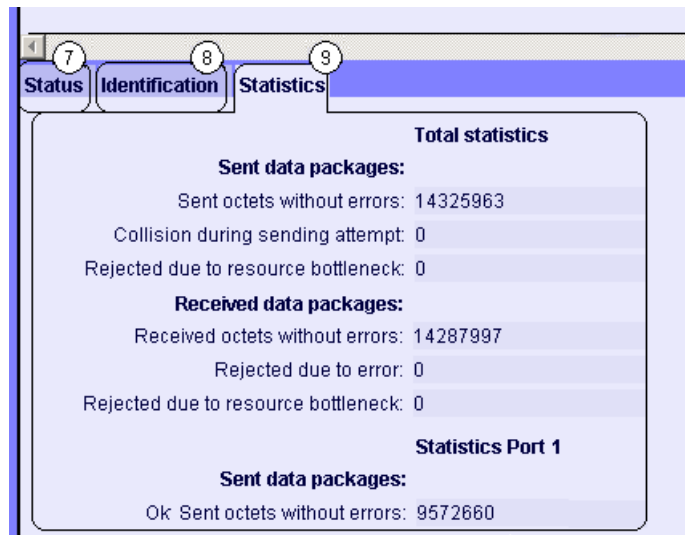 7 8 9
Status Identification Statistics
Total statistics
Sent data packages:
Sent octets without errors: 14325963
Collision during sending attempt: 0
Rejected due to resource bottleneck: 0
Received data packages:
Received octets without errors: 14287997
Rejected due to error: 0
Rejected due to resource bottleneck: 0
Statistics Port 1
Sent data packages:
Ok: Sent octets without errors: 9572660